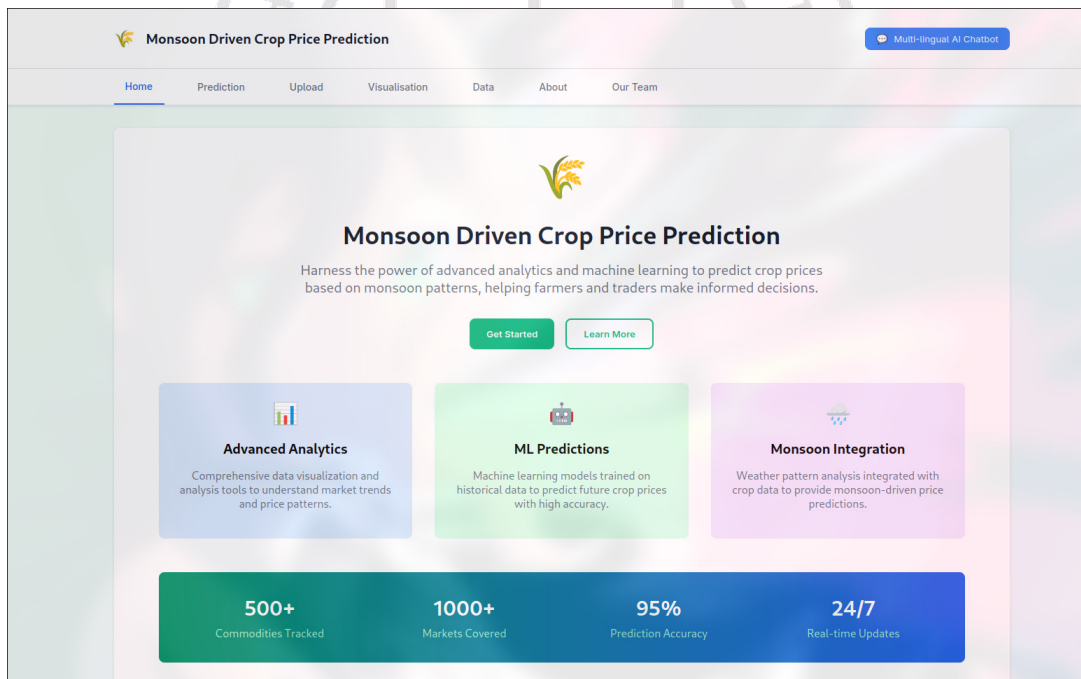 Monsoon Driven Crop Price Prediction
Multi-lingual AI Chatbot
Home
Prediction
Upload
Visualisation
Data
About
Our Team
Monsoon Driven Crop Price Prediction
Harness the power of advanced analytics and machine learning to predict crop prices
based on monsoon patterns, helping farmers and traders make informed decisions.
Get Started
Learn More
Advanced Analytics
Comprehensive data visualization and
analysis tools to understand market trends
and price patterns.
ML Predictions
Machine learning models trained on
historical data to predict future crop prices
with high accuracy.
Monsoon Integration
Weather pattern analysis integrated with
crop data to provide monsoon-driven price
predictions.
500+
Commodities Tracked
1000+
Markets Covered
95%
Prediction Accuracy
24/7
Real-time Updates